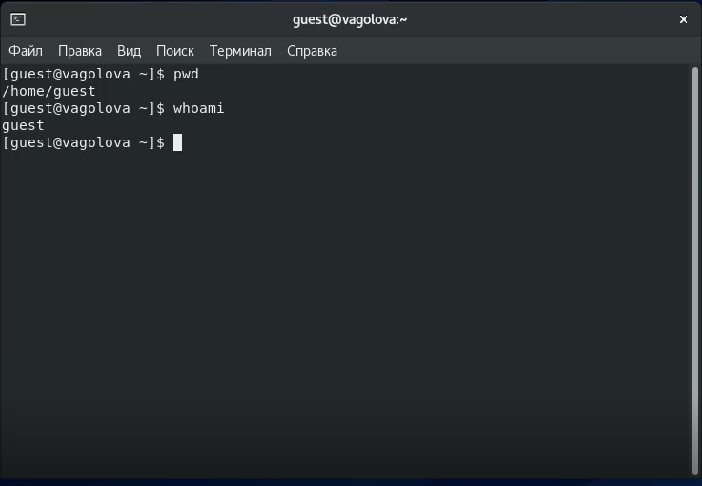 guest@vagolova:~
Файл Правка Вид Поиск Терминал Справка
[guest@vagolova ~]$ pwd
/home/guest
[guest@vagolova ~]$ whoami
guest
[guest@vagolova ~]$